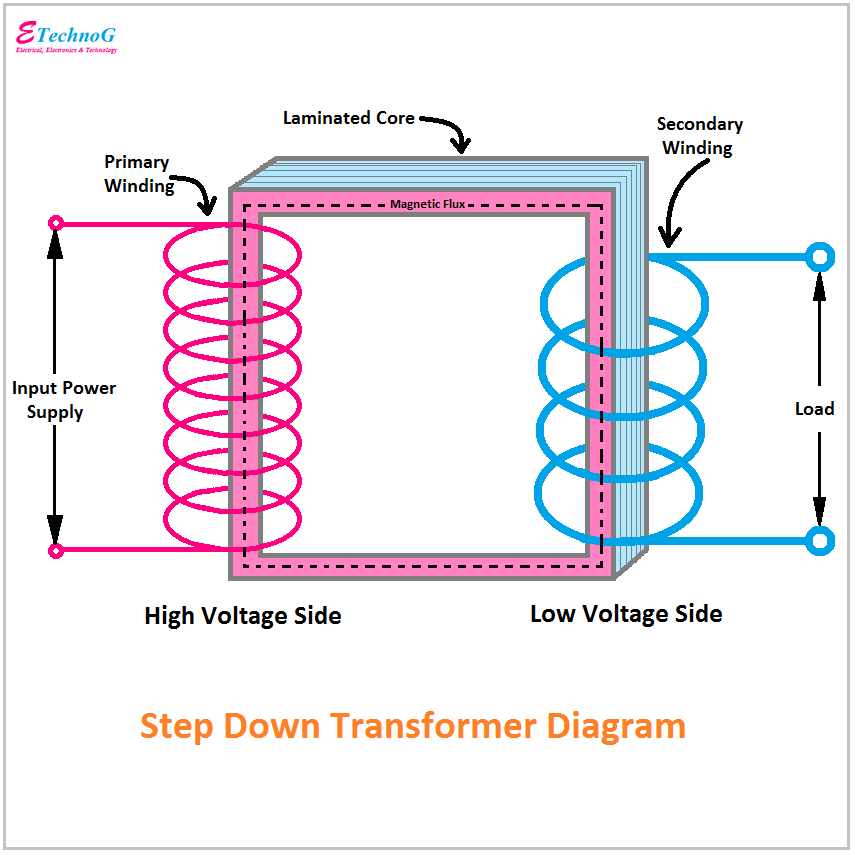 ETechnoG
Electrical, Electronics & Technology
Laminated Core
Secondary
Winding
Primary
Winding
Magnetic Flux
Input Power
Supply
Load
High Voltage Side
Low Voltage Side
Step Down Transformer Diagram